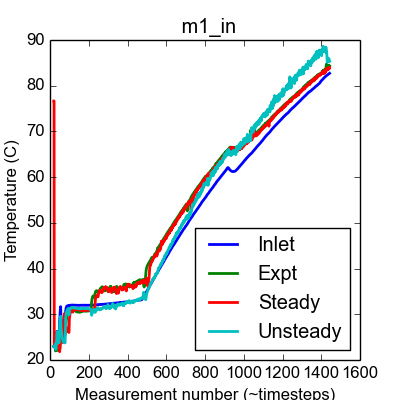 m1_in
90
80
70
60
50
40
30
20
Temperature (C)
Inlet
Expt
Steady
Unsteady
0 200 400 600 800 1000 1200 1400 1600
Measurement number (~timesteps)